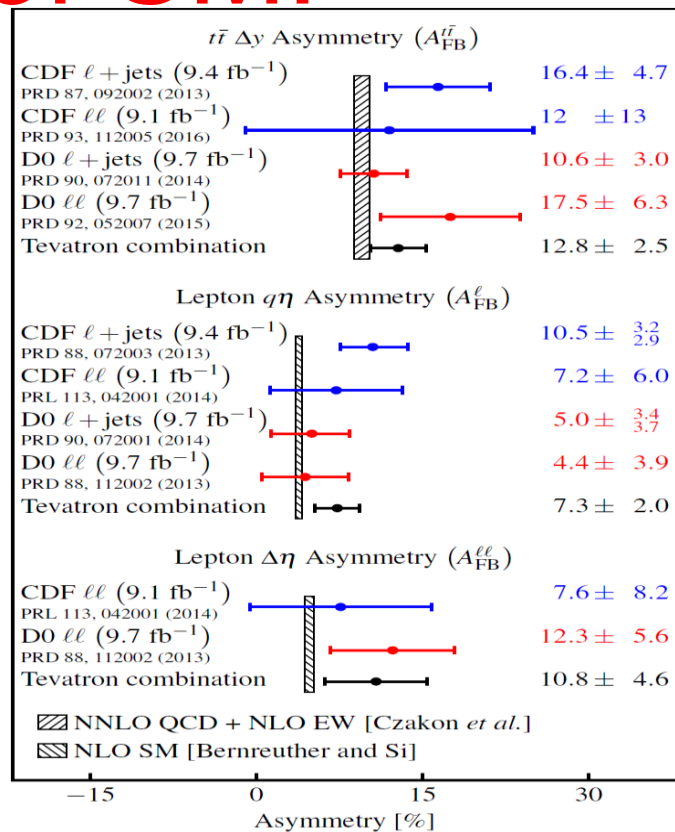 tt̄ Δy Asymmetry (A_FB^tt̄)
CDF ℓ + jets (9.4 fb⁻¹) 16.4 ± 4.7
PRD 87, 092002 (2013)
CDF ℓℓ (9.1 fb⁻¹) 12 ± 13
PRD 93, 112005 (2016)
D0 ℓ + jets (9.7 fb⁻¹) 10.6 ± 3.0
PRD 90, 072011 (2014)
D0 ℓℓ (9.7 fb⁻¹) 17.5 ± 6.3
PRD 92, 052007 (2015)
Tevatron combination 12.8 ± 2.5
Lepton qη Asymmetry (A_FB^ℓ)
CDF ℓ + jets (9.4 fb⁻¹) 10.5 ± 3.2 2.9
PRD 88, 072003 (2013)
CDF ℓℓ (9.1 fb⁻¹) 7.2 ± 6.0
PRL 113, 042001 (2014)
D0 ℓ + jets (9.7 fb⁻¹) 5.0 ± 3.4 3.7
PRD 90, 072001 (2014)
D0 ℓℓ (9.7 fb⁻¹) 4.4 ± 3.9
PRD 88, 112002 (2013)
Tevatron combination 7.3 ± 2.0
Lepton Δη Asymmetry (A_FB^ℓℓ)
CDF ℓℓ (9.1 fb⁻¹) 7.6 ± 8.2
PRL 113, 042001 (2014)
D0 ℓℓ (9.7 fb⁻¹) 12.3 ± 5.6
PRD 88, 112002 (2013)
Tevatron combination 10.8 ± 4.6
NNLO QCD + NLO EW [Czakon et al.]
NLO SM [Bernreuther and Si]
−15 0 15 30
Asymmetry [%]